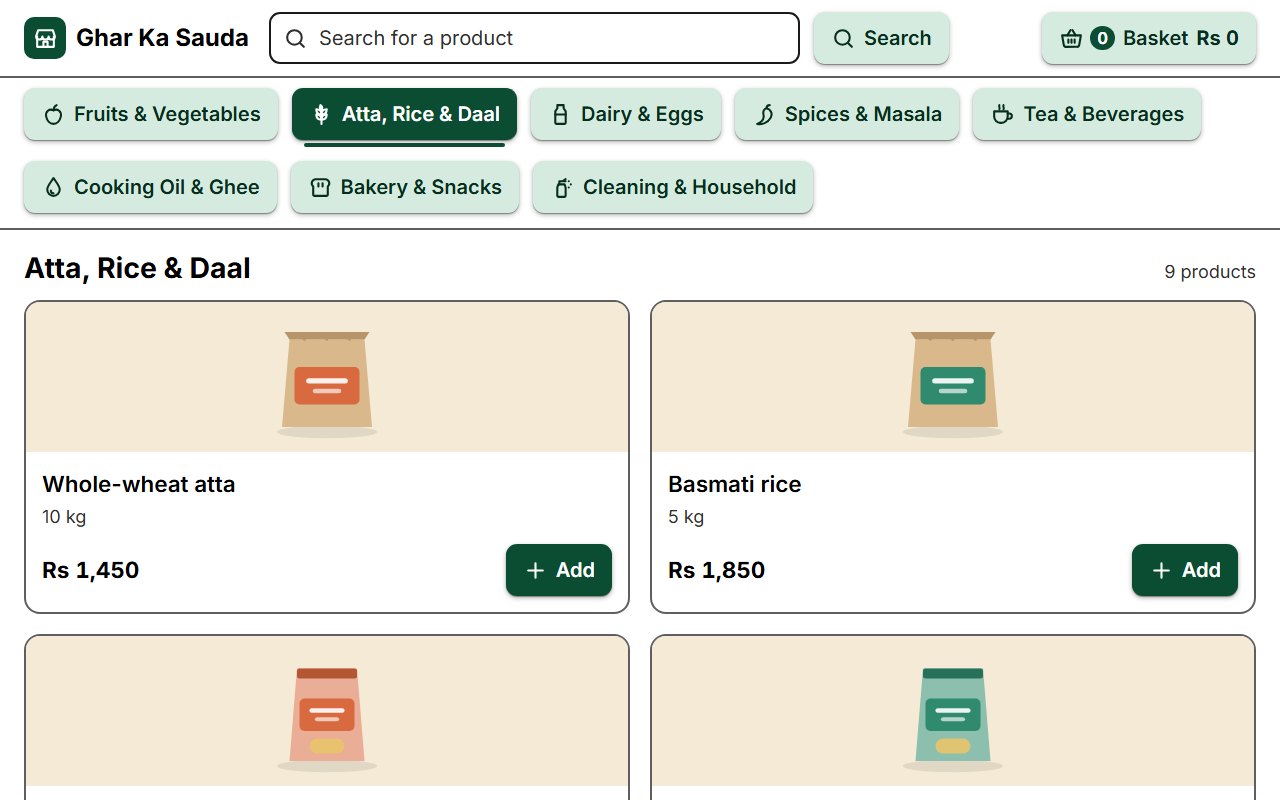 Ghar Ka Sauda
Search for a product
Search
0 Basket Rs 0
Fruits & Vegetables
Atta, Rice & Daal
Dairy & Eggs
Spices & Masala
Tea & Beverages
Cooking Oil & Ghee
Bakery & Snacks
Cleaning & Household
Atta, Rice & Daal
9 products
Whole-wheat atta
10 kg
Rs 1,450
Add
Basmati rice
5 kg
Rs 1,850
Add